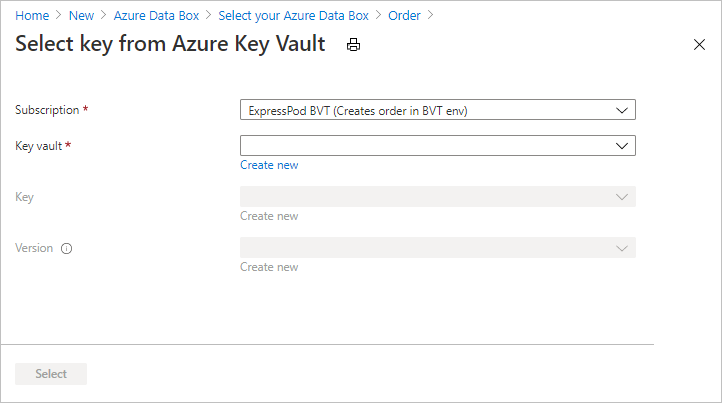 Home > New > Azure Data Box > Select your Azure Data Box > Order >
Select key from Azure Key Vault
Subscription * ExpressPod BVT (Creates order in BVT env)
Key vault *
Create new
Key
Create new
Version
Create new
Select